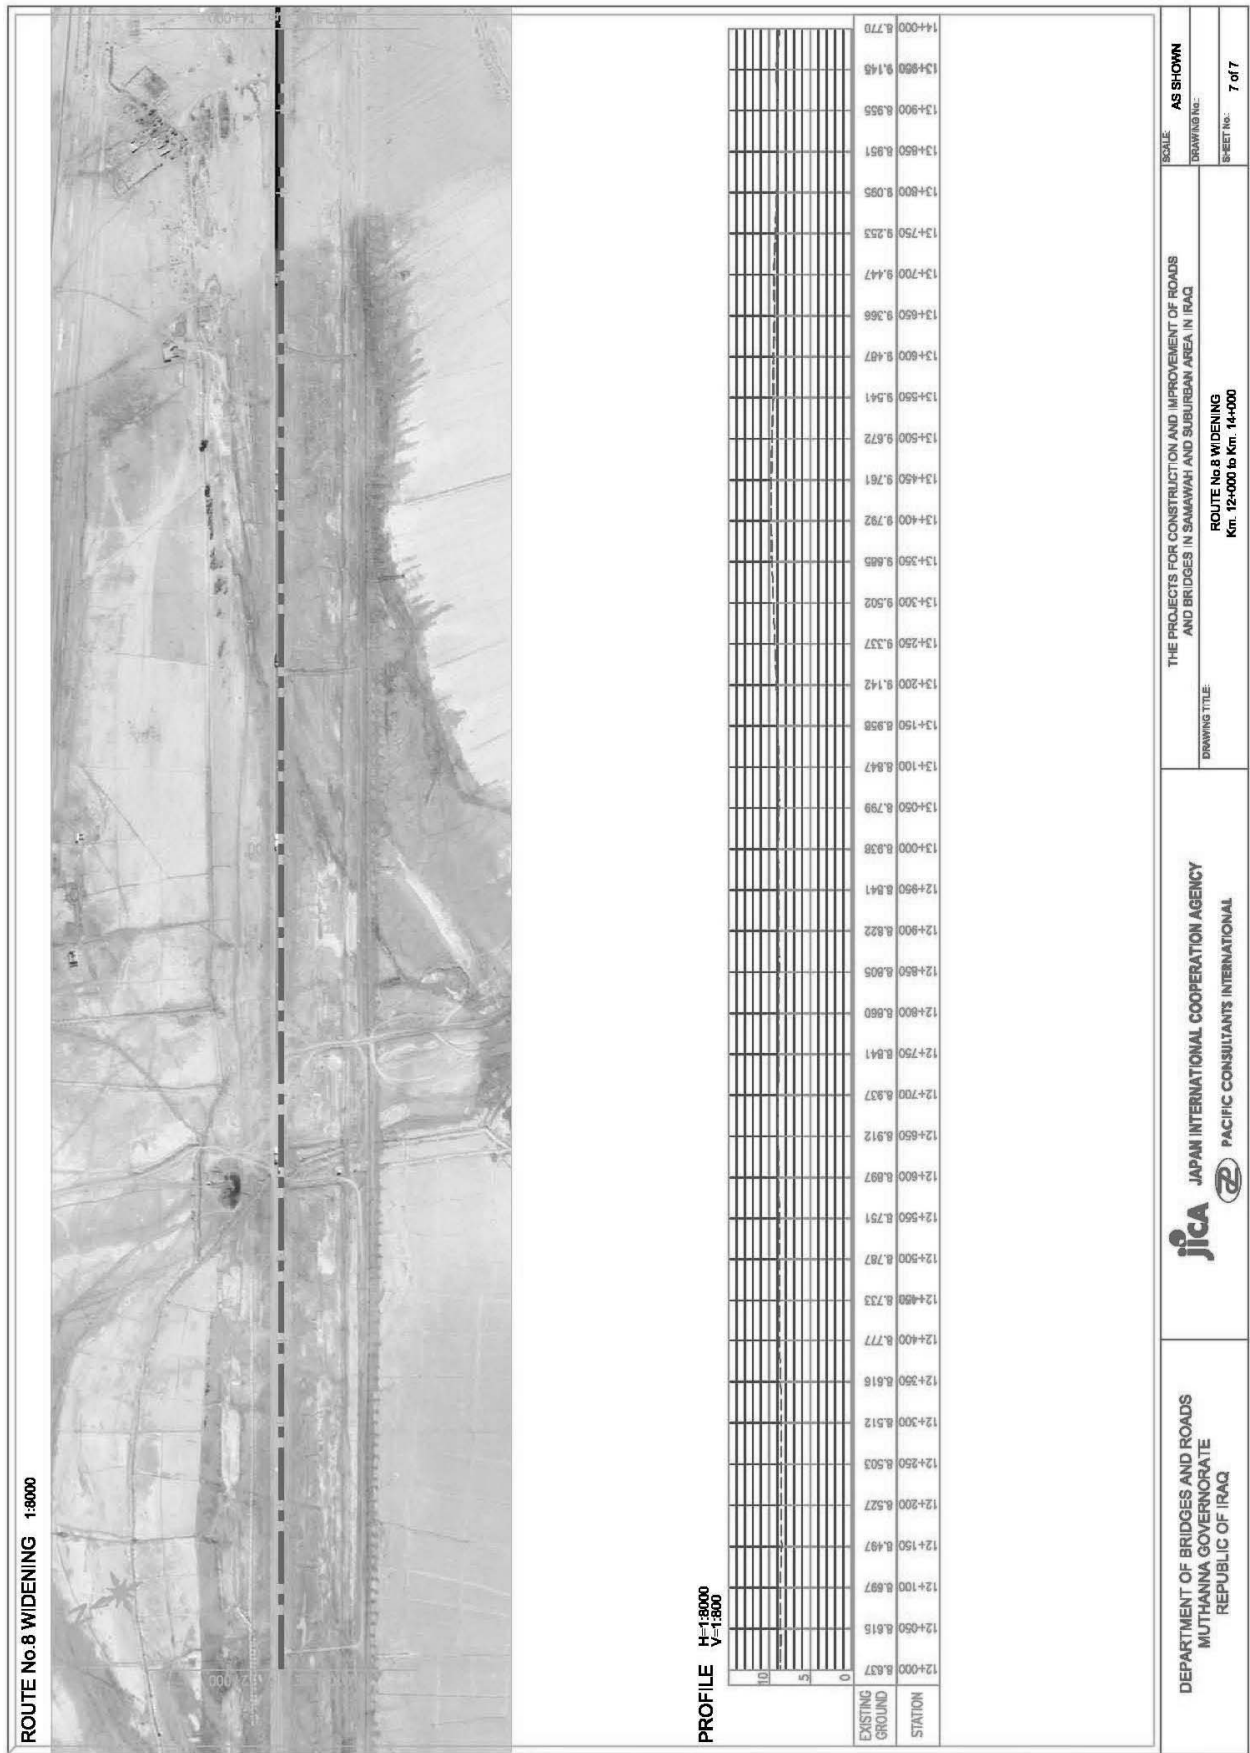 ROUTE No.8 WIDENING 1:8000
PROFILE H=1:8000
V=1:800
10
5
0
EXISTING GROUND
8.637 8.615 8.697 8.497 8.527 8.503 8.512 8.616 8.777 8.733 8.787 8.751 8.897 8.912 8.937 8.841 8.660 8.805 8.822 8.841 8.938 8.799 8.847 8.958 9.142 9.337 9.502 9.685 9.792 9.761 9.672 9.541 9.487 9.366 9.447 9.253 9.095 8.951 8.955 9.145 8.770
STATION
12+000 12+050 12+100 12+150 12+200 12+250 12+300 12+350 12+400 12+450 12+500 12+550 12+600 12+650 12+700 12+750 12+800 12+850 12+900 12+950 13+000 13+050 13+100 13+150 13+200 13+250 13+300 13+350 13+400 13+450 13+500 13+550 13+600 13+650 13+700 13+750 13+800 13+850 13+900 13+950 14+000
DEPARTMENT OF BRIDGES AND ROADS
MUTHANNA GOVERNORATE
REPUBLIC OF IRAQ
jica JAPAN INTERNATIONAL COOPERATION AGENCY
PACIFIC CONSULTANTS INTERNATIONAL
THE PROJECTS FOR CONSTRUCTION AND IMPROVEMENT OF ROADS
AND BRIDGES IN SAMAWAH AND SUBURBAN AREA IN IRAQ
DRAWING TITLE:
ROUTE No.8 WIDENING
Km. 12+000 to Km. 14+000
SCALE: AS SHOWN
DRAWING No.:
SHEET No.: 7 of 7